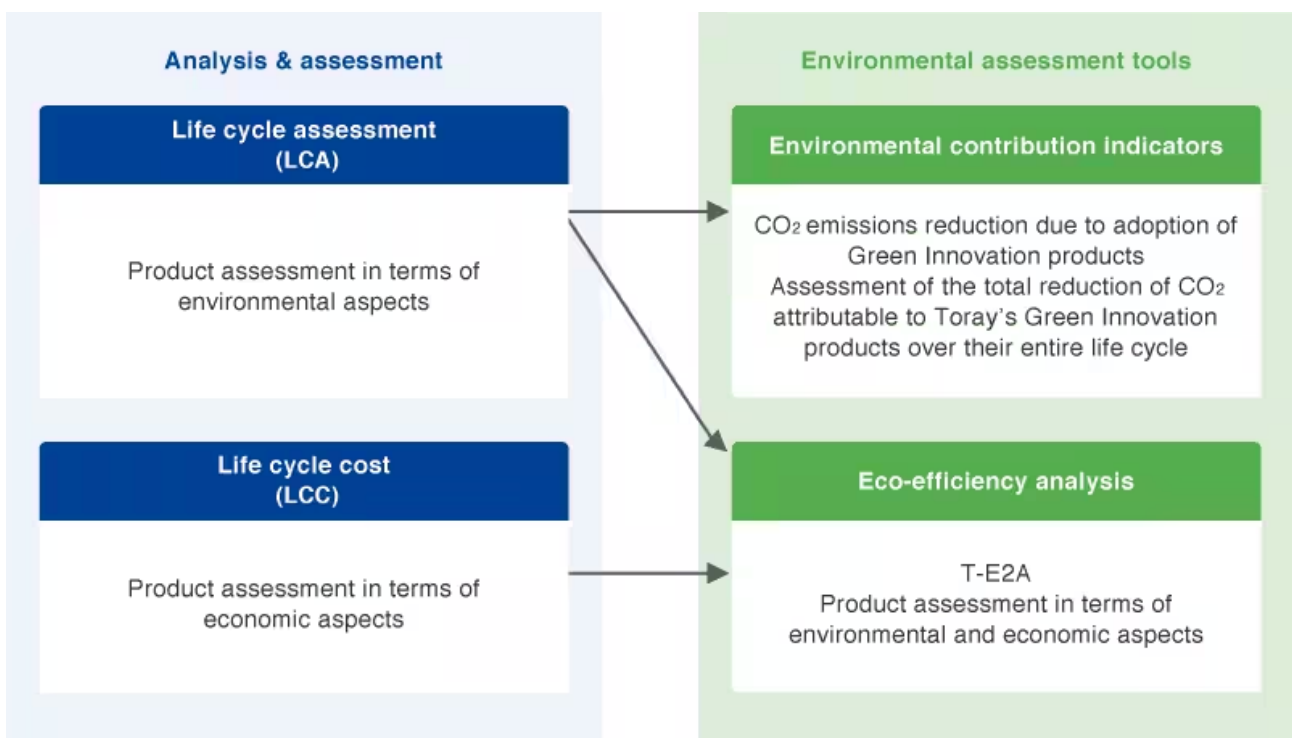 Analysis & assessment
Life cycle assessment
(LCA)
Product assessment in terms of
environmental aspects
Life cycle cost
(LCC)
Product assessment in terms of
economic aspects
Environmental assessment tools
Environmental contribution indicators
CO₂ emissions reduction due to adoption of
Green Innovation products
Assessment of the total reduction of CO₂
attributable to Toray's Green Innovation
products over their entire life cycle
Eco-efficiency analysis
T-E2A
Product assessment in terms of
environmental and economic aspects